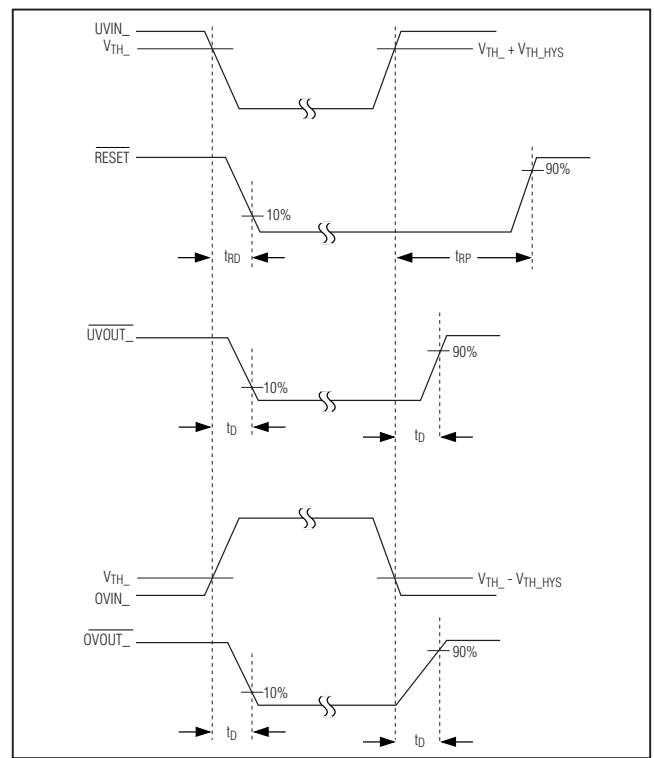 UVIN_
VTH_
VTH_ + VTH_HYS
RESET
90%
10%
tRD
tRP
UVOUT_
90%
10%
tD
tD
VTH_
VTH_ - VTH_HYS
OVIN_
OVOUT_
90%
10%
tD
tD